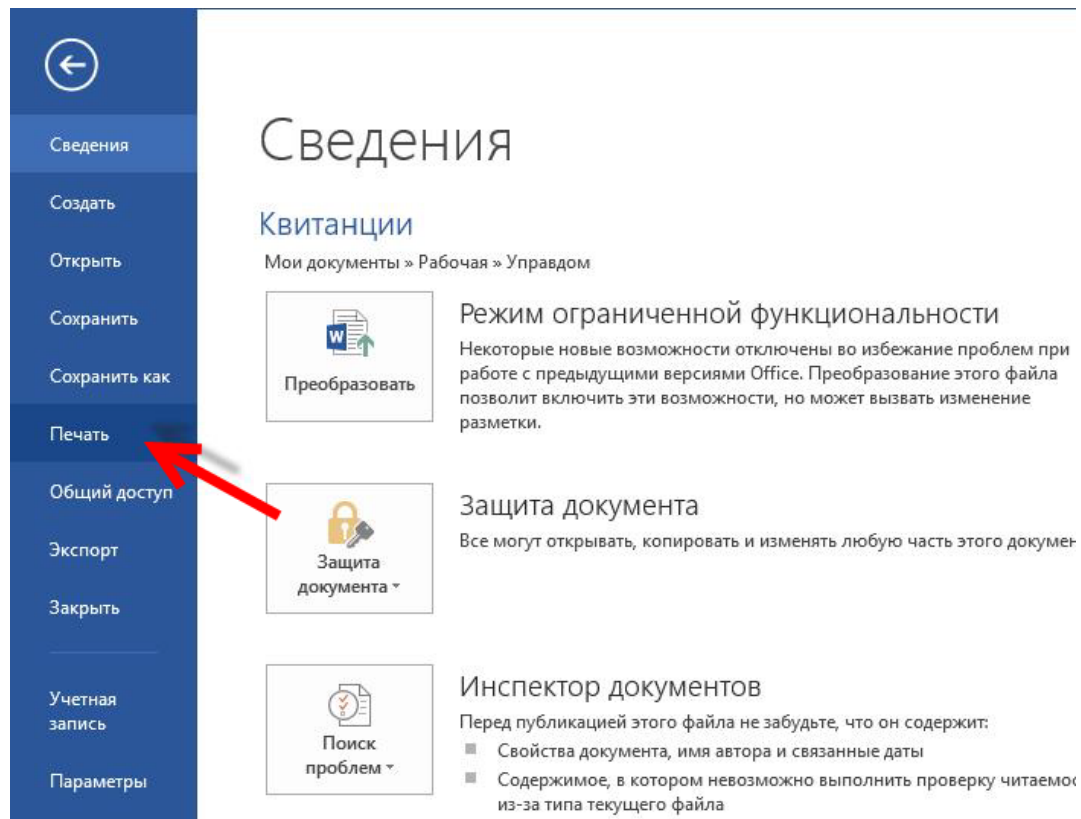 Сведения
Создать
Открыть
Сохранить
Сохранить как
Печать
Общий доступ
Экспорт
Закрыть
Учетная
запись
Параметры
Сведения
Квитанции
Мои документы » Рабочая » Управдом
Преобразовать
Режим ограниченной функциональности
Некоторые новые возможности отключены во избежание проблем при
работе с предыдущими версиями Office. Преобразование этого файла
позволит включить эти возможности, но может вызвать изменение
разметки.
Защита
документа
Защита документа
Все могут открывать, копировать и изменять любую часть этого докумен
Поиск
проблем
Инспектор документов
Перед публикацией этого файла не забудьте, что он содержит:
Свойства документа, имя автора и связанные даты
Содержимое, в котором невозможно выполнить проверку читаемос
из-за типа текущего файла